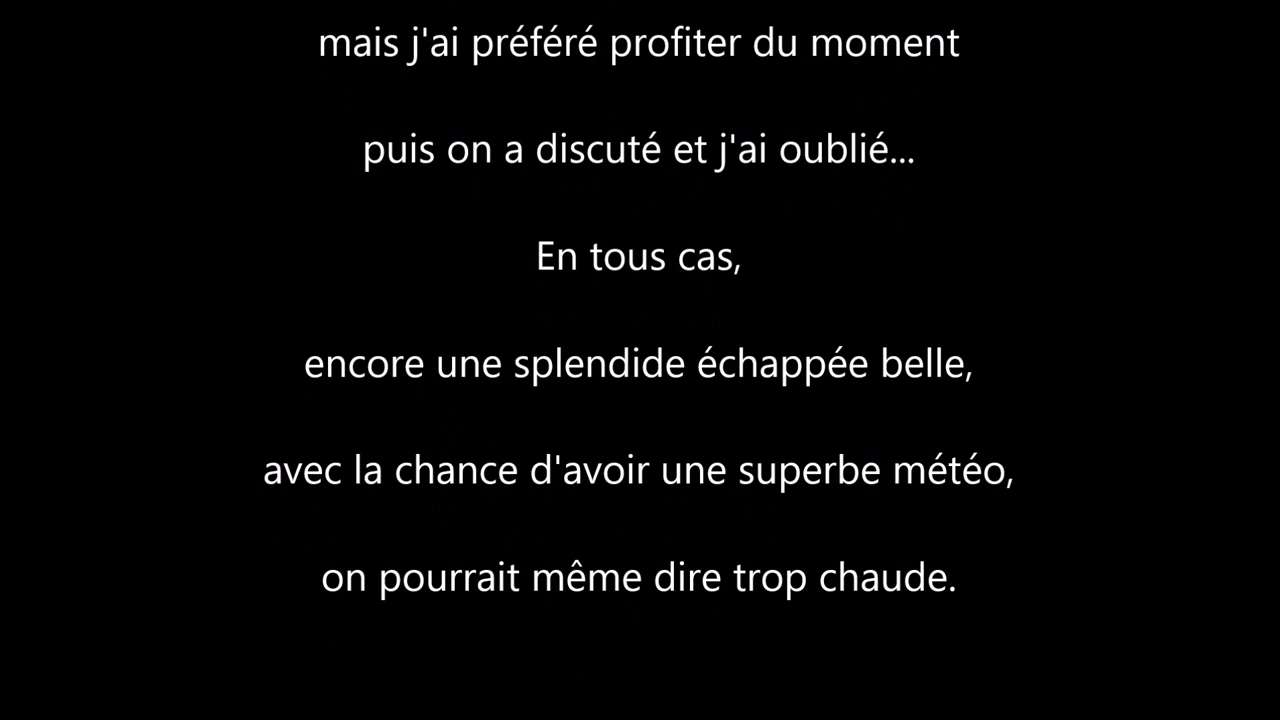 mais j'ai préféré profiter du moment
puis on a discuté et j'ai oublié...
En tous cas,
encore une splendide échappée belle,
avec la chance d'avoir une superbe météo,
on pourrait même dire trop chaude.